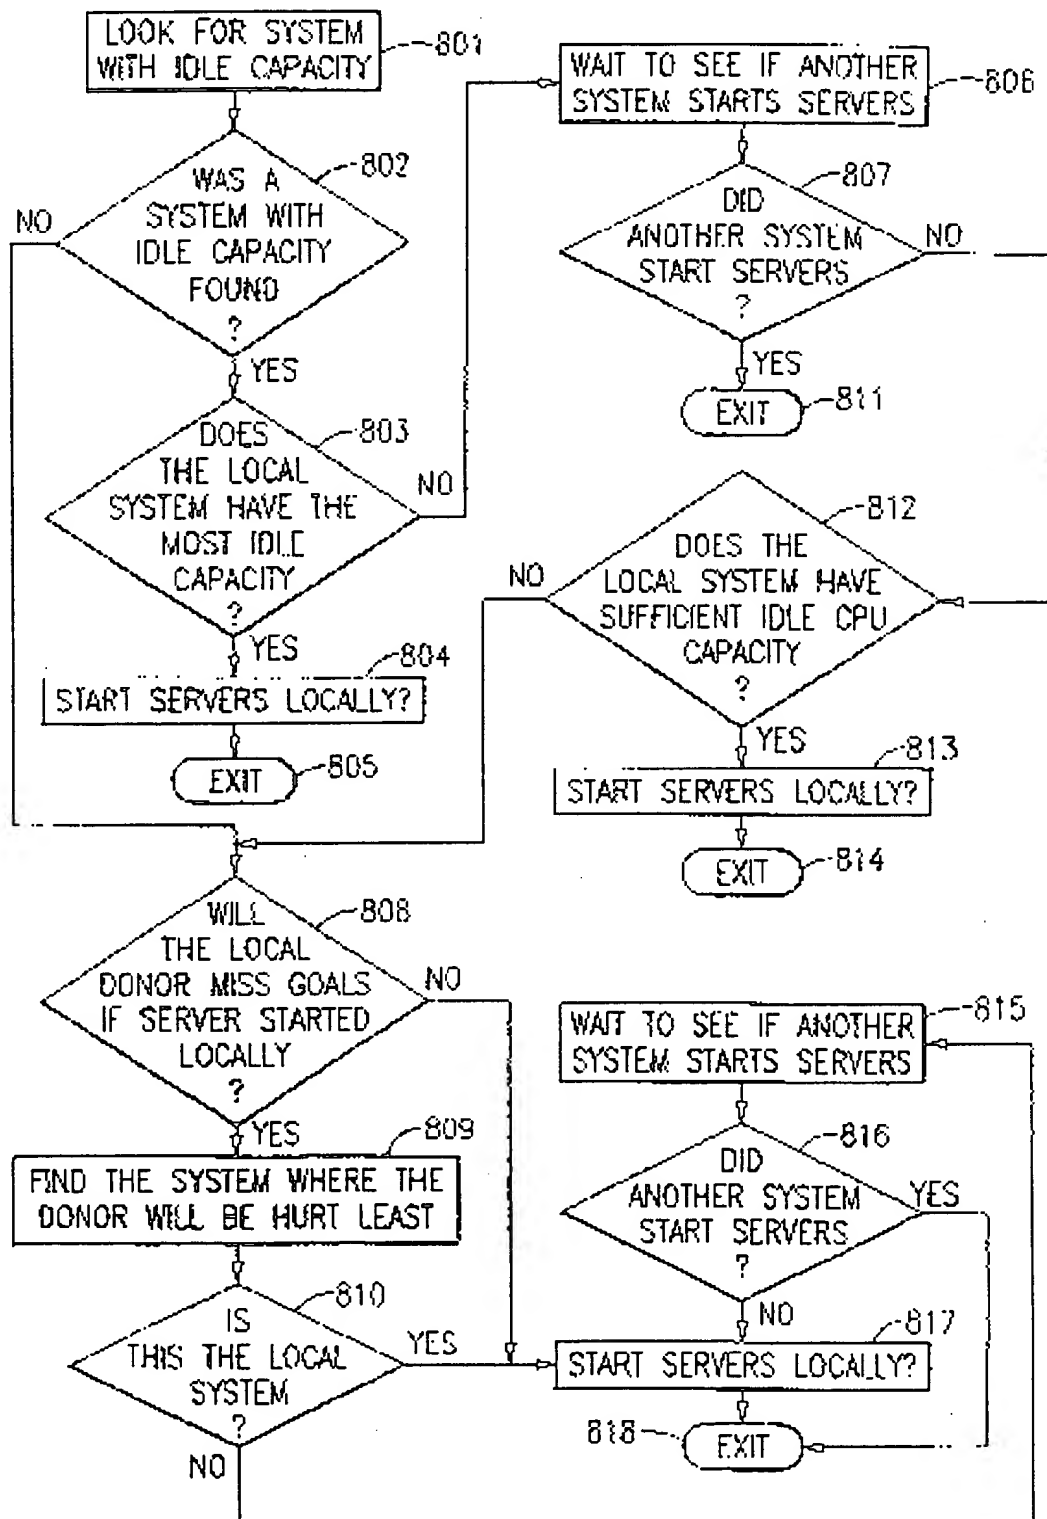 LOOK FOR SYSTEM
WITH IDLE CAPACITY
801
802
WAS A
SYSTEM WITH
IDLE CAPACITY
FOUND
?
NO
YES
803
DOES
THE LOCAL
SYSTEM HAVE THE
MOST IDLE
CAPACITY
?
NO
YES
804
START SERVERS LOCALLY?
EXIT
805
WAIT TO SEE IF ANOTHER
SYSTEM STARTS SERVERS
806
807
DID
ANOTHER SYSTEM
START SERVERS
?
NO
YES
EXIT
811
812
DOES THE
LOCAL SYSTEM HAVE
SUFFICIENT IDLE CPU
CAPACITY
?
NO
YES
813
START SERVERS LOCALLY?
EXIT
814
808
WILL
THE LOCAL
DONOR MISS GOALS
IF SERVER STARTED
LOCALLY
?
NO
YES
809
FIND THE SYSTEM WHERE THE
DONOR WILL BE HURT LEAST
810
IS
THIS THE LOCAL
SYSTEM
?
YES
NO
WAIT TO SEE IF ANOTHER
SYSTEM STARTS SERVERS
815
816
DID
ANOTHER SYSTEM
START SERVERS
?
YES
NO
817
START SERVERS LOCALLY?
818
EXIT